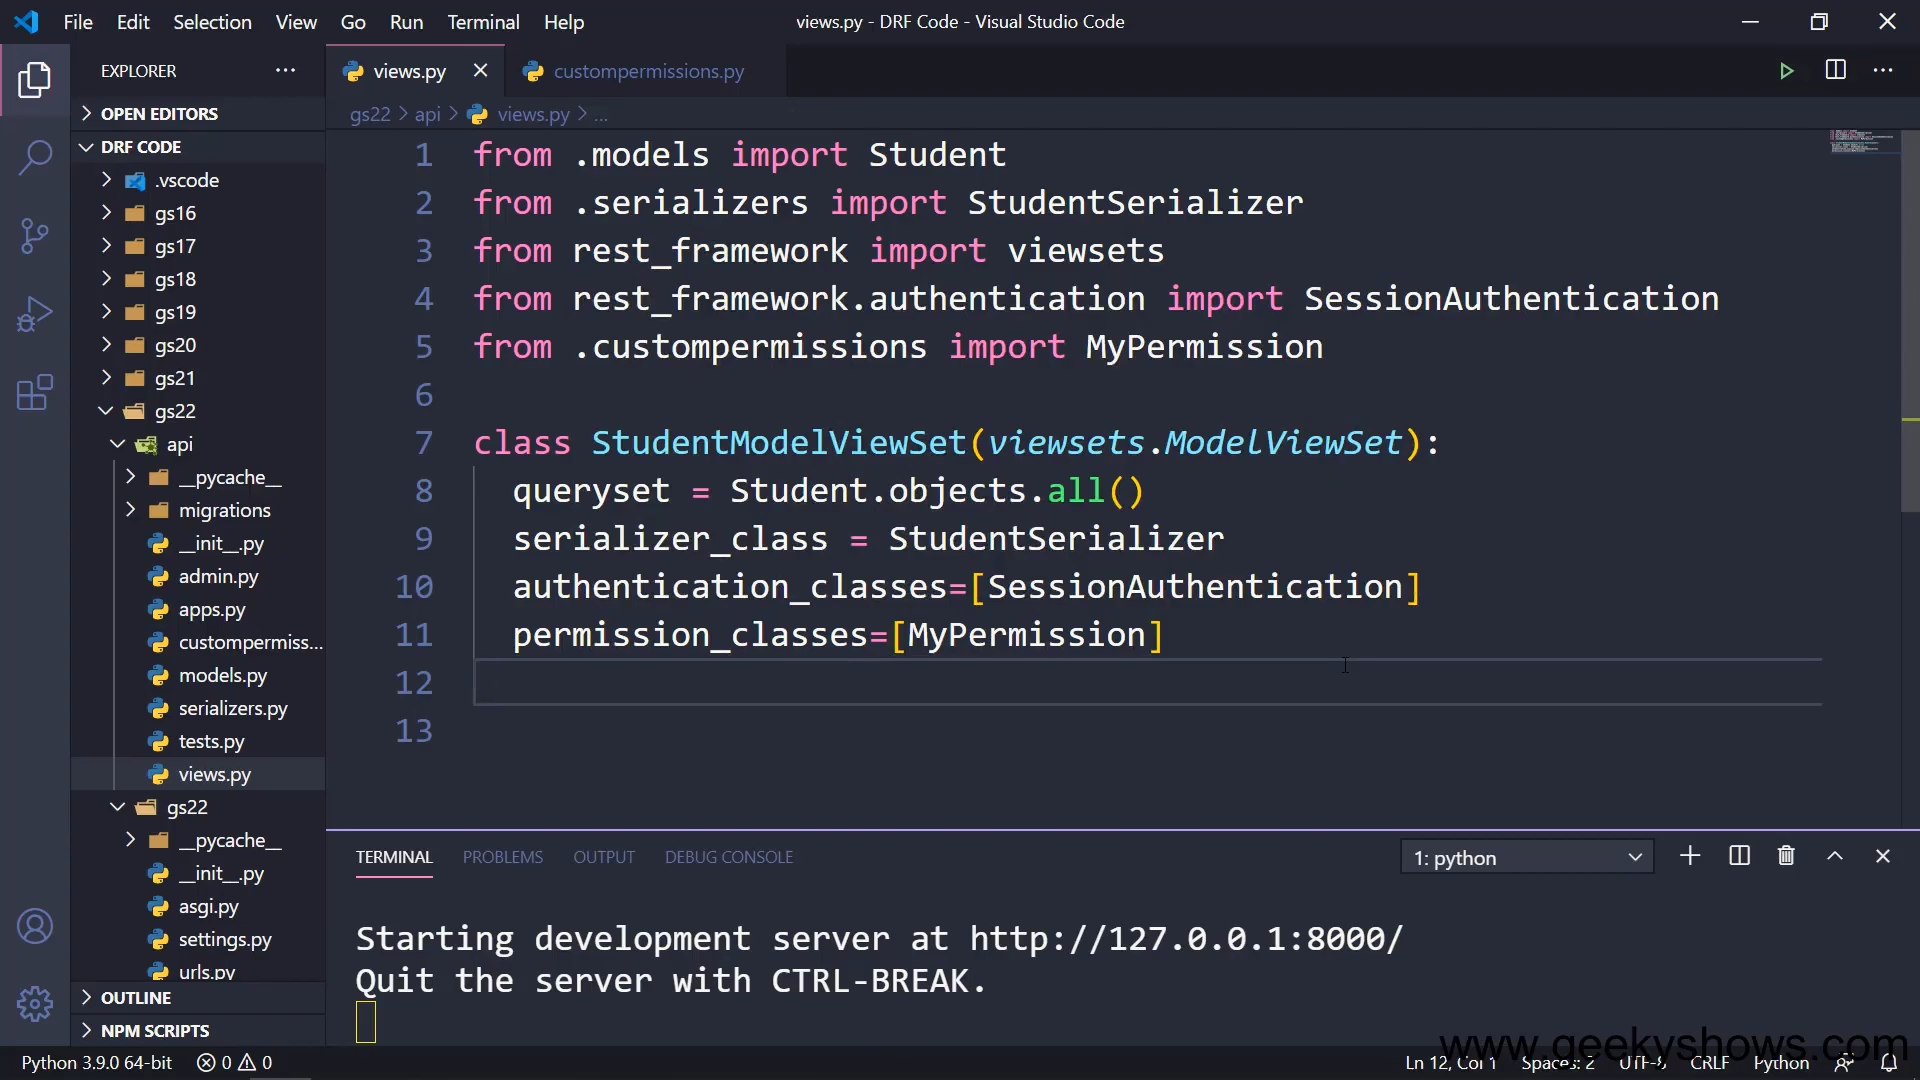 File Edit Selection View Go Run Terminal Help
views.py - DRF Code - Visual Studio Code
EXPLORER
views.py
custompermissions.py
OPEN EDITORS
gs22 > api > views.py > ...
DRF CODE
.vscode
gs16
gs17
gs18
gs19
gs20
gs21
gs22
api
__pycache__
migrations
__init__.py
admin.py
apps.py
custompermiss...
models.py
serializers.py
tests.py
views.py
gs22
__pycache__
__init__.py
asgi.py
settings.py
urls.py
OUTLINE
NPM SCRIPTS
1 from .models import Student
2 from .serializers import StudentSerializer
3 from rest_framework import viewsets
4 from rest_framework.authentication import SessionAuthentication
5 from .custompermissions import MyPermission
6
7 class StudentModelViewSet(viewsets.ModelViewSet):
8 queryset = Student.objects.all()
9 serializer_class = StudentSerializer
10 authentication_classes=[SessionAuthentication]
11 permission_classes=[MyPermission]
12
13
TERMINAL PROBLEMS OUTPUT DEBUG CONSOLE
1: python
Starting development server at http://127.0.0.1:8000/
Quit the server with CTRL-BREAK.
www.geekyshows.com
Python 3.9.0 64-bit 0 0
Ln 12, Col 1 Spaces: 2 UTF-8 CRLF Python